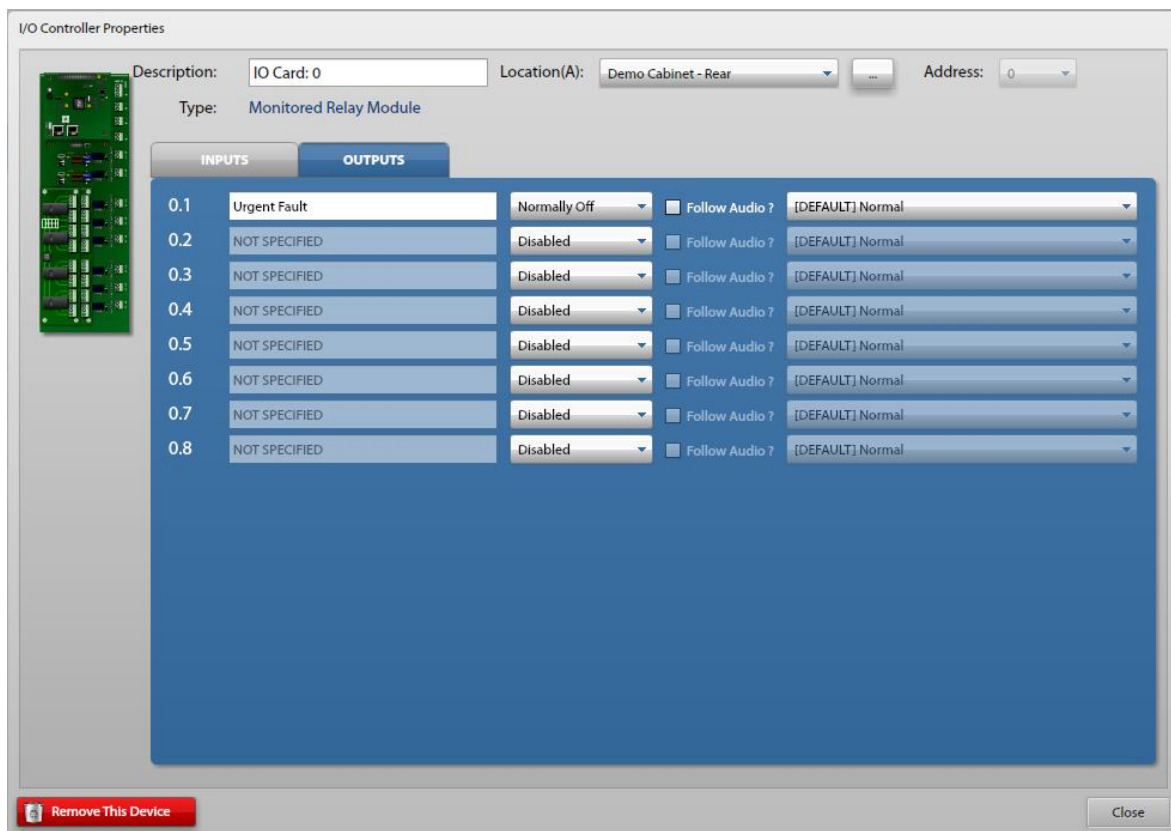 I/O Controller Properties
Description: IO Card: 0 Location(A): Demo Cabinet - Rear ... Address: 0
Type: Monitored Relay Module
INPUTS OUTPUTS
0.1 Urgent Fault Normally Off Follow Audio ? [DEFAULT] Normal
0.2 NOT SPECIFIED Disabled Follow Audio ? [DEFAULT] Normal
0.3 NOT SPECIFIED Disabled Follow Audio ? [DEFAULT] Normal
0.4 NOT SPECIFIED Disabled Follow Audio ? [DEFAULT] Normal
0.5 NOT SPECIFIED Disabled Follow Audio ? [DEFAULT] Normal
0.6 NOT SPECIFIED Disabled Follow Audio ? [DEFAULT] Normal
0.7 NOT SPECIFIED Disabled Follow Audio ? [DEFAULT] Normal
0.8 NOT SPECIFIED Disabled Follow Audio ? [DEFAULT] Normal
Remove This Device Close